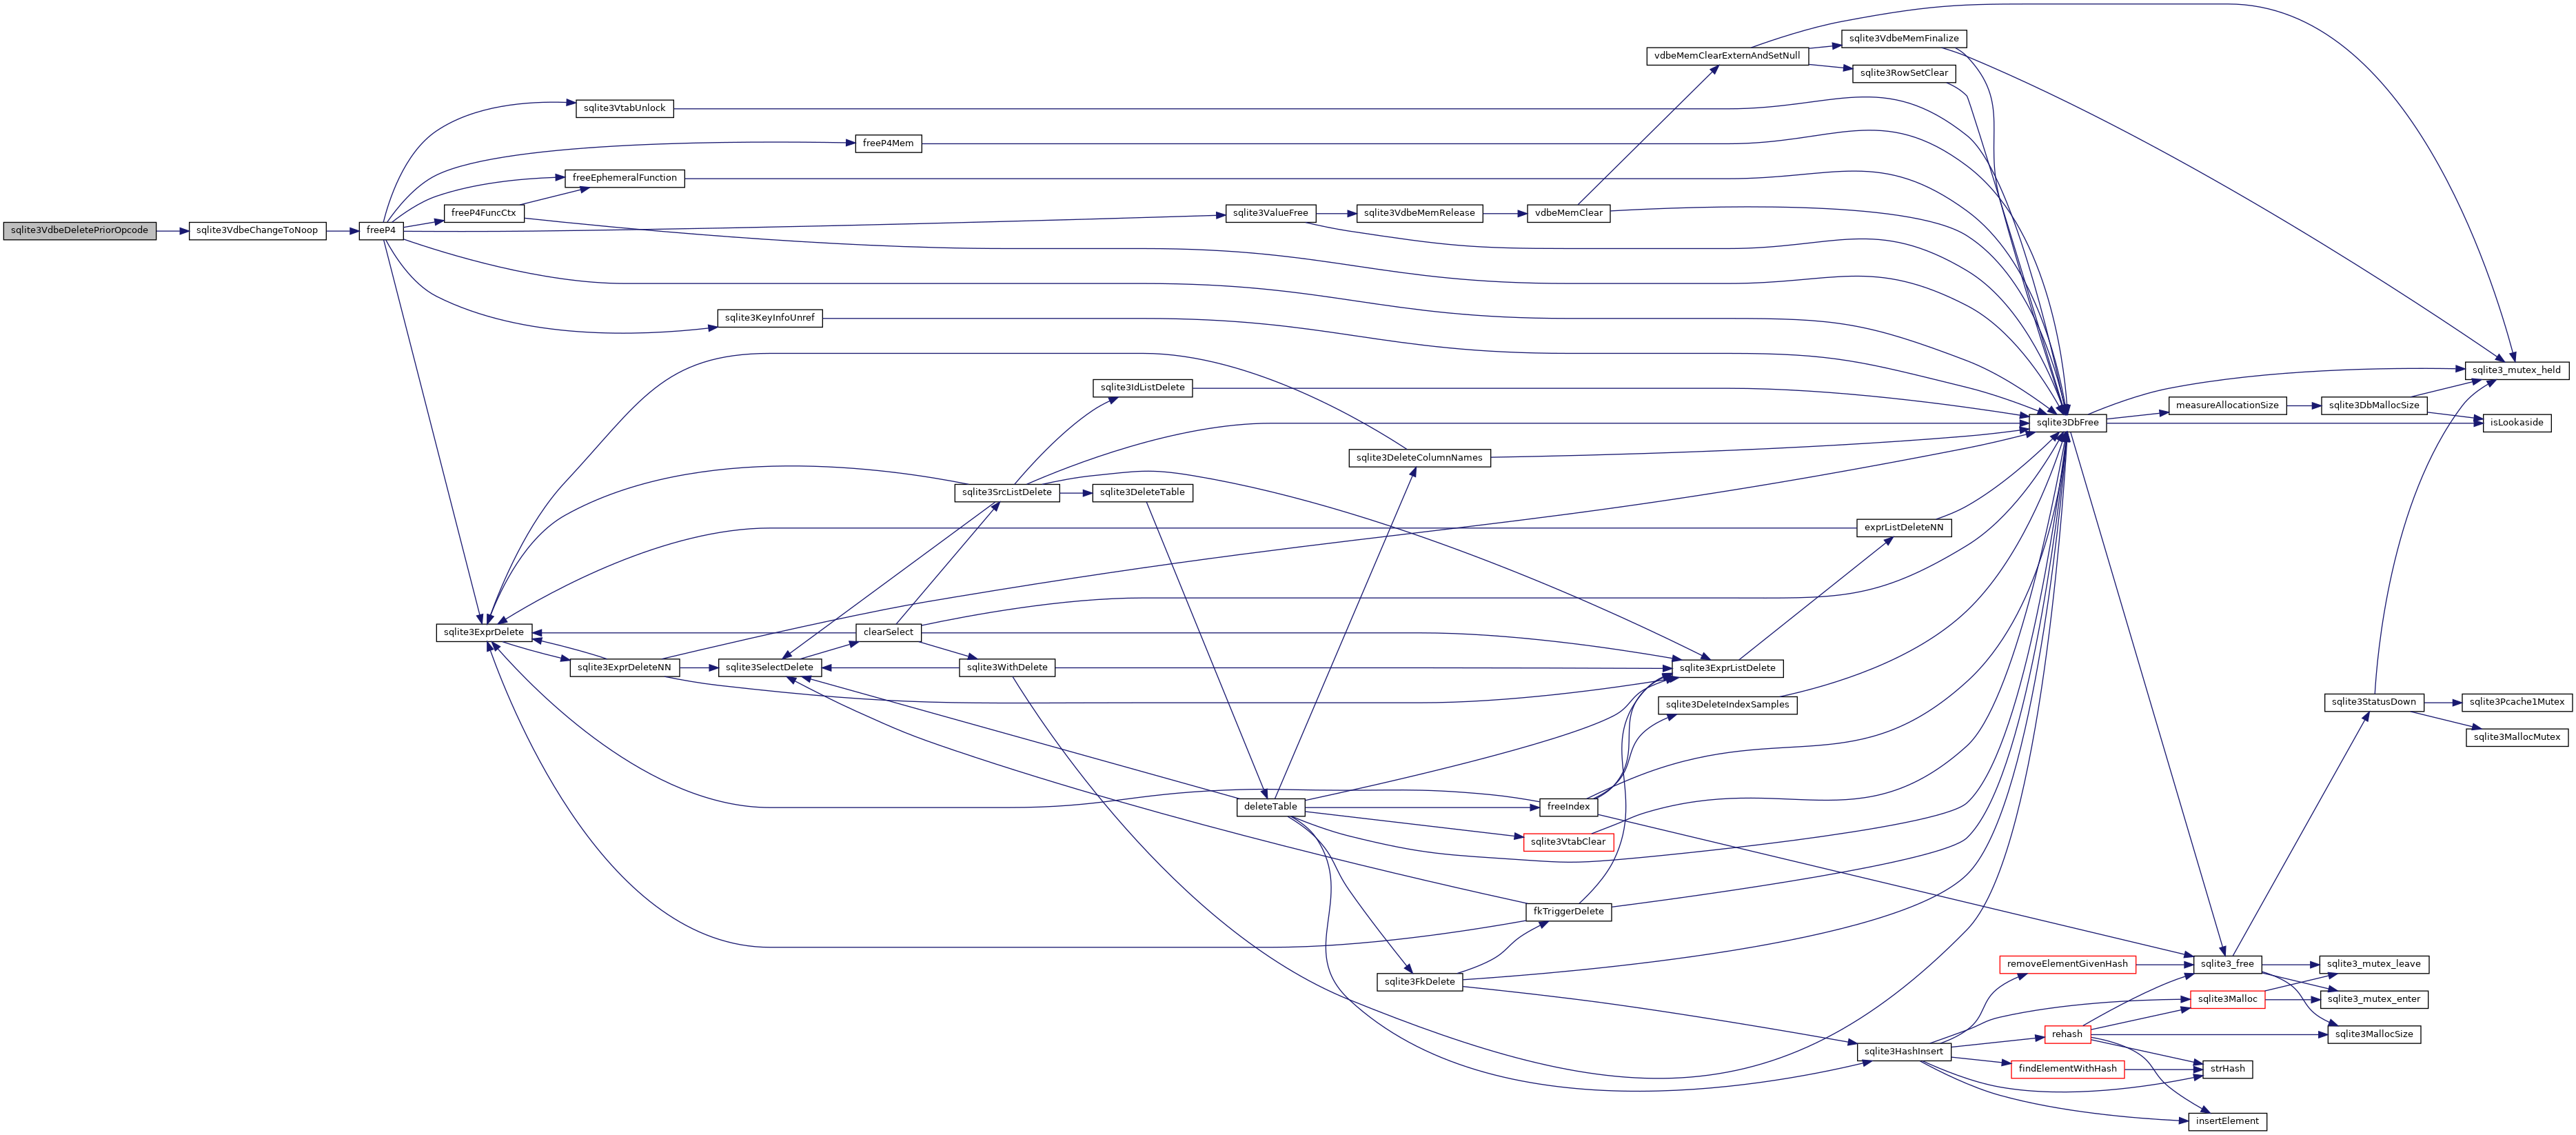 sqlite3VdbeDeletePriorOpcode
sqlite3VdbeChangeToNoop
freeP4
sqlite3VtabUnlock
freeP4Mem
freeEphemeralFunction
freeP4FuncCtx
sqlite3ValueFree
sqlite3VdbeMemRelease
vdbeMemClear
vdbeMemClearExternAndSetNull
sqlite3VdbeMemFinalize
sqlite3RowSetClear
sqlite3KeyInfoUnref
sqlite3IdListDelete
sqlite3DeleteColumnNames
sqlite3SrcListDelete
sqlite3DeleteTable
exprListDeleteNN
sqlite3ExprDelete
sqlite3ExprDeleteNN
sqlite3SelectDelete
clearSelect
sqlite3WithDelete
sqlite3ExprListDelete
sqlite3DeleteIndexSamples
deleteTable
freeIndex
sqlite3VtabClear
fkTriggerDelete
sqlite3FkDelete
sqlite3HashInsert
sqlite3DbFree
measureAllocationSize
sqlite3DbMallocSize
sqlite3_mutex_held
isLookaside
sqlite3StatusDown
sqlite3Pcache1Mutex
sqlite3MallocMutex
removeElementGivenHash
sqlite3_free
sqlite3_mutex_leave
sqlite3Malloc
sqlite3_mutex_enter
rehash
sqlite3MallocSize
findElementWithHash
strHash
insertElement